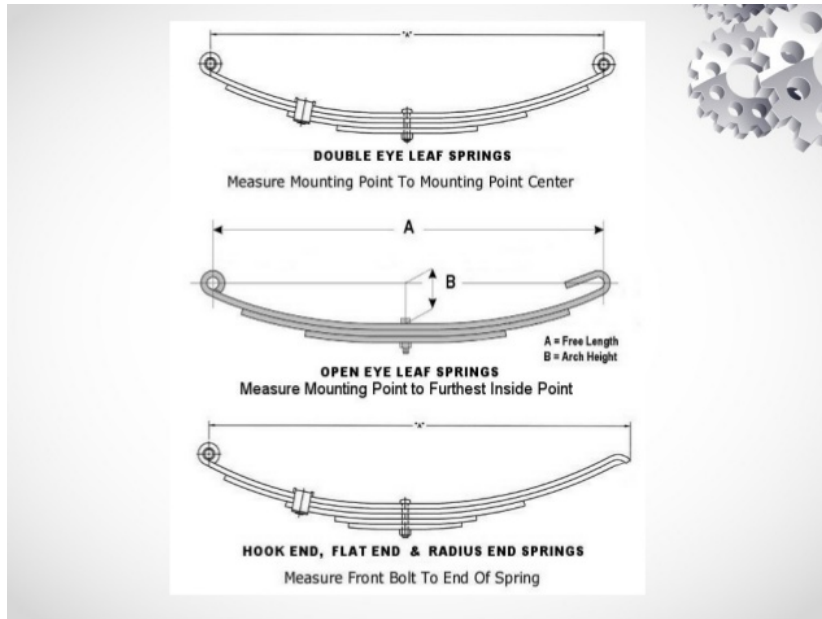 "A"
DOUBLE EYE LEAF SPRINGS
Measure Mounting Point To Mounting Point Center
A
B
A = Free Length
B = Arch Height
OPEN EYE LEAF SPRINGS
Measure Mounting Point to Furthest Inside Point
"A"
HOOK END, FLAT END & RADIUS END SPRINGS
Measure Front Bolt To End Of Spring